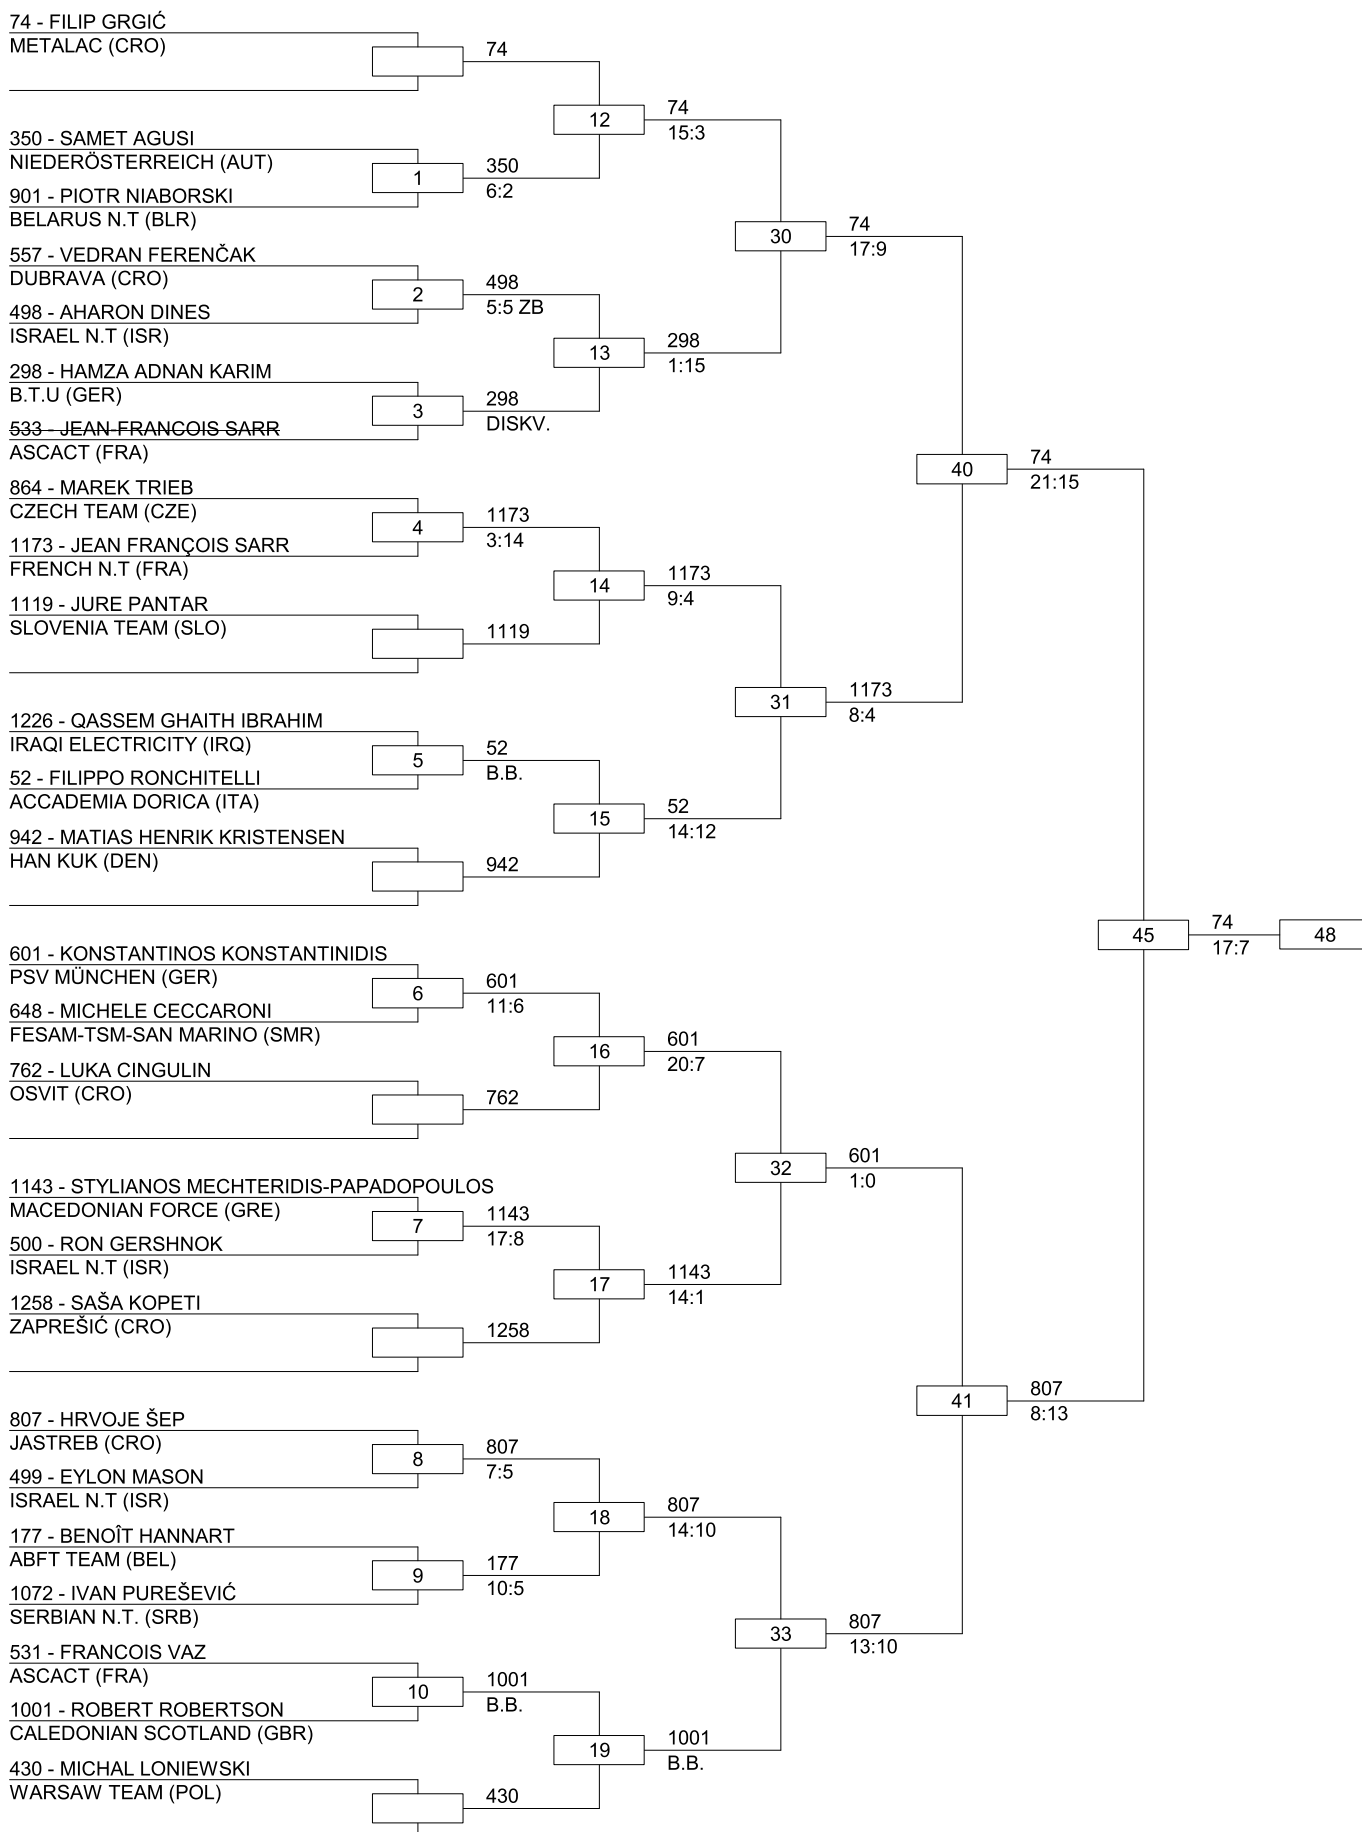 74 - FILIP GRGIĆ
METALAC (CRO)
74
12
74
15:3
350 - SAMET AGUSI
NIEDERÖSTERREICH (AUT)
1
350
6:2
901 - PIOTR NIABORSKI
BELARUS N.T (BLR)
30
74
17:9
557 - VEDRAN FERENČAK
DUBRAVA (CRO)
2
498
5:5 ZB
498 - AHARON DINES
ISRAEL N.T (ISR)
13
298
1:15
298 - HAMZA ADNAN KARIM
B.T.U (GER)
3
298
DISKV.
533 - JEAN-FRANCOIS SARR
ASCACT (FRA)
40
74
21:15
864 - MAREK TRIEB
CZECH TEAM (CZE)
4
1173
3:14
1173 - JEAN FRANÇOIS SARR
FRENCH N.T (FRA)
14
1173
9:4
1119 - JURE PANTAR
SLOVENIA TEAM (SLO)
1119
31
1173
8:4
1226 - QASSEM GHAITH IBRAHIM
IRAQI ELECTRICITY (IRQ)
5
52
B.B.
52 - FILIPPO RONCHITELLI
ACCADEMIA DORICA (ITA)
15
52
14:12
942 - MATIAS HENRIK KRISTENSEN
HAN KUK (DEN)
942
45
74
17:7
48
601 - KONSTANTINOS KONSTANTINIDIS
PSV MÜNCHEN (GER)
6
601
11:6
648 - MICHELE CECCARONI
FESAM-TSM-SAN MARINO (SMR)
16
601
20:7
762 - LUKA CINGULIN
OSVIT (CRO)
762
32
601
1:0
1143 - STYLIANOS MECHTERIDIS-PAPADOPOULOS
MACEDONIAN FORCE (GRE)
7
1143
17:8
500 - RON GERSHNOK
ISRAEL N.T (ISR)
17
1143
14:1
1258 - SAŠA KOPETI
ZAPREŠIĆ (CRO)
1258
41
807
8:13
807 - HRVOJE ŠEP
JASTREB (CRO)
8
807
7:5
499 - EYLON MASON
ISRAEL N.T (ISR)
18
807
14:10
177 - BENOÎT HANNART
ABFT TEAM (BEL)
9
177
10:5
1072 - IVAN PUREŠEVIĆ
SERBIAN N.T. (SRB)
33
807
13:10
531 - FRANCOIS VAZ
ASCACT (FRA)
10
1001
B.B.
1001 - ROBERT ROBERTSON
CALEDONIAN SCOTLAND (GBR)
19
1001
B.B.
430 - MICHAL LONIEWSKI
WARSAW TEAM (POL)
430